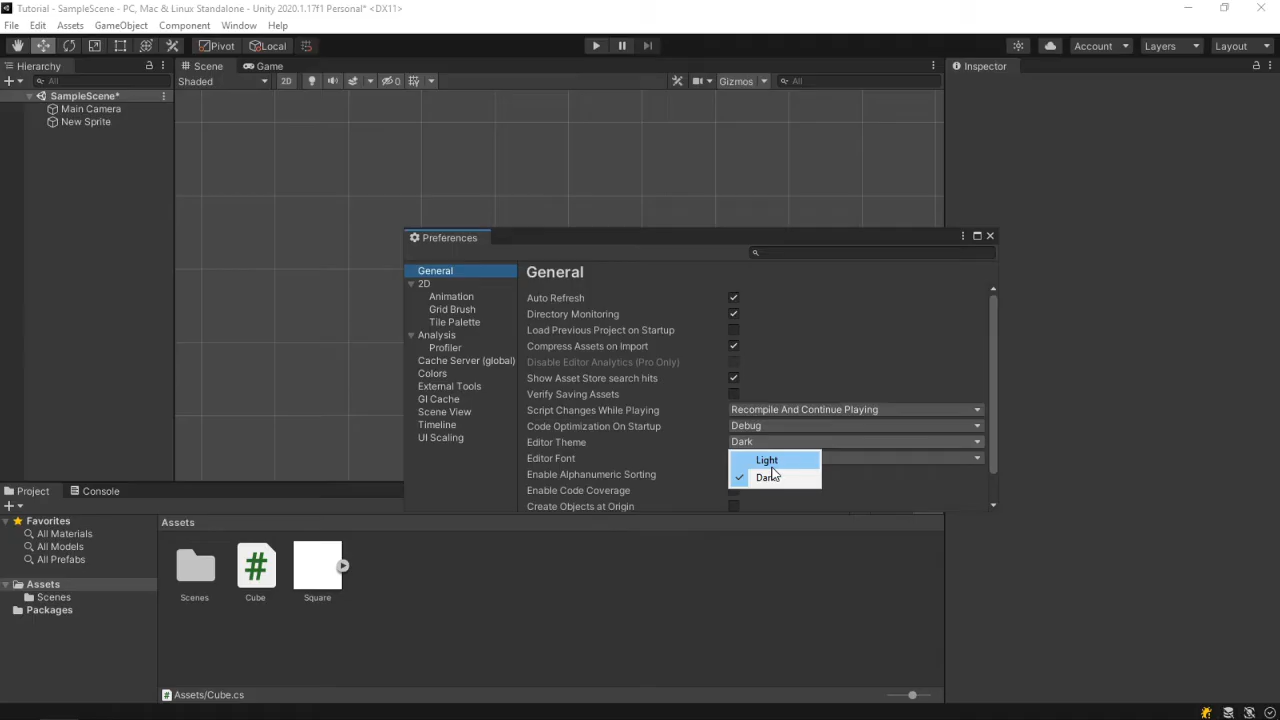 Tutorial - SampleScene - PC, Mac & Linux Standalone - Unity 2020.1.17f1 Personal* <DX11>
File Edit Assets GameObject Component Window Help
Pivot Local Account Layers Layout
Hierarchy Scene Game Inspector
All Shaded 2D 0 Gizmos All
SampleScene*
Main Camera
New Sprite
Preferences
General
2D
Animation
Grid Brush
Tile Palette
Analysis
Profiler
Cache Server (global)
Colors
External Tools
GI Cache
Scene View
Timeline
UI Scaling
General
Auto Refresh
Directory Monitoring
Load Previous Project on Startup
Compress Assets on Import
Disable Editor Analytics (Pro Only)
Show Asset Store search hits
Verify Saving Assets
Script Changes While Playing Recompile And Continue Playing
Code Optimization On Startup Debug
Editor Theme Dark
Editor Font
Light
Dark
Enable Alphanumeric Sorting
Enable Code Coverage
Create Objects at Origin
Project Console
Favorites
All Materials
All Models
All Prefabs
Assets
Scenes
Packages
Assets
Scenes Cube Square
Assets/Cube.cs